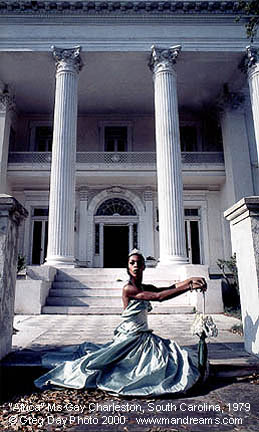 "Africa" Ms Gay Charleston, South Carolina, 1979
© Greg Day Photo 2000   www.mandreams.com